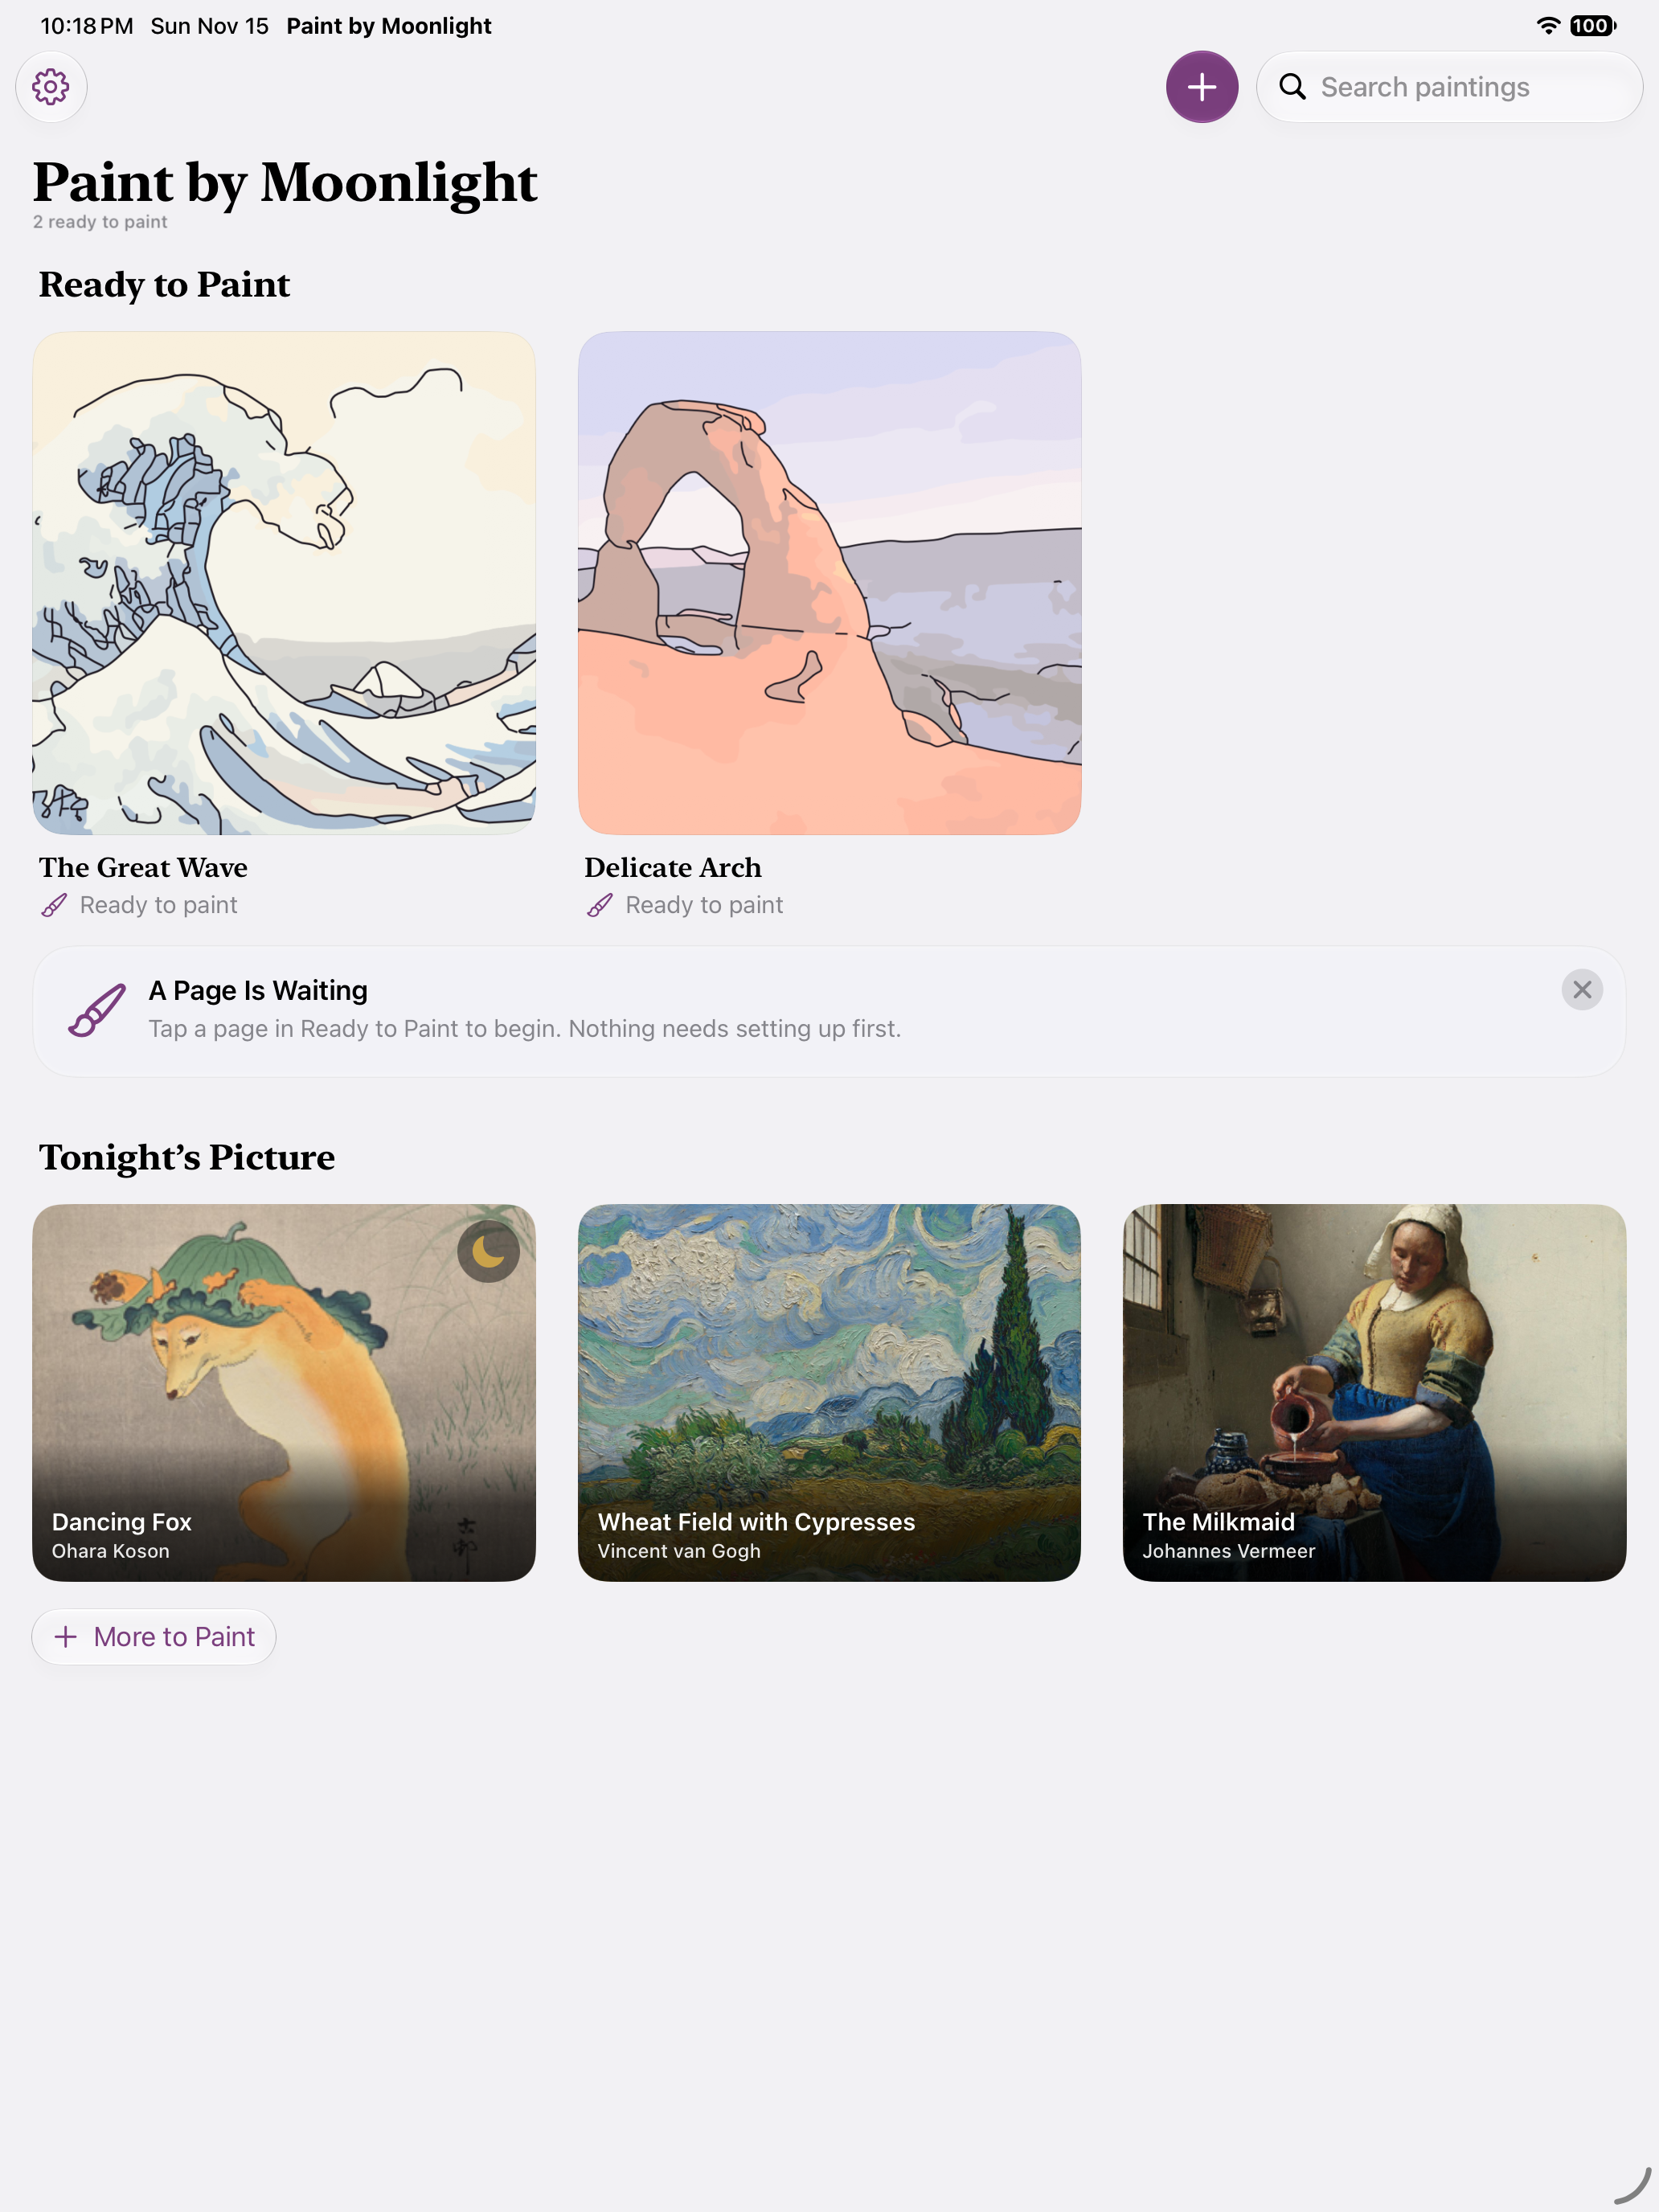 10:18 PM Sun Nov 15 Paint by Moonlight
100
Search paintings
Paint by Moonlight
2 ready to paint
Ready to Paint
The Great Wave
Ready to paint
Delicate Arch
Ready to paint
A Page Is Waiting
Tap a page in Ready to Paint to begin. Nothing needs setting up first.
Tonight’s Picture
Dancing Fox
Ohara Koson
Wheat Field with Cypresses
Vincent van Gogh
The Milkmaid
Johannes Vermeer
More to Paint